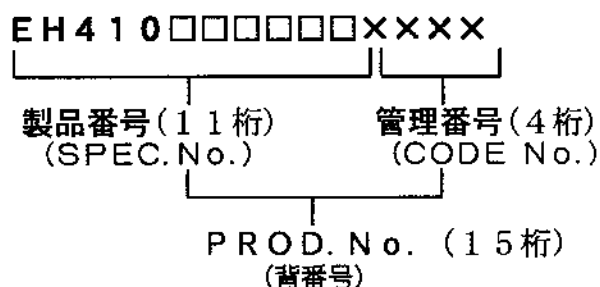 EH410□□□□□□××××
製品番号(11桁) 管理番号(4桁)
(SPEC.No.) (CODE No.)
PROD.No. (15桁)
(背番号)